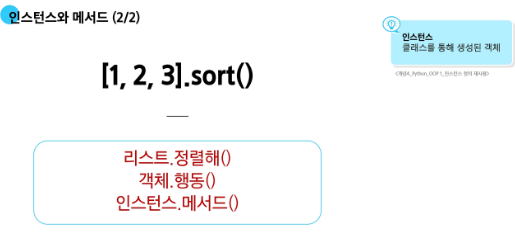 인스턴스와 메서드 (2/2)
인스턴스
클래스를 통해 생성된 객체
[1, 2, 3].sort()
리스트.정렬해()
객체.행동()
인스턴스.메서드()